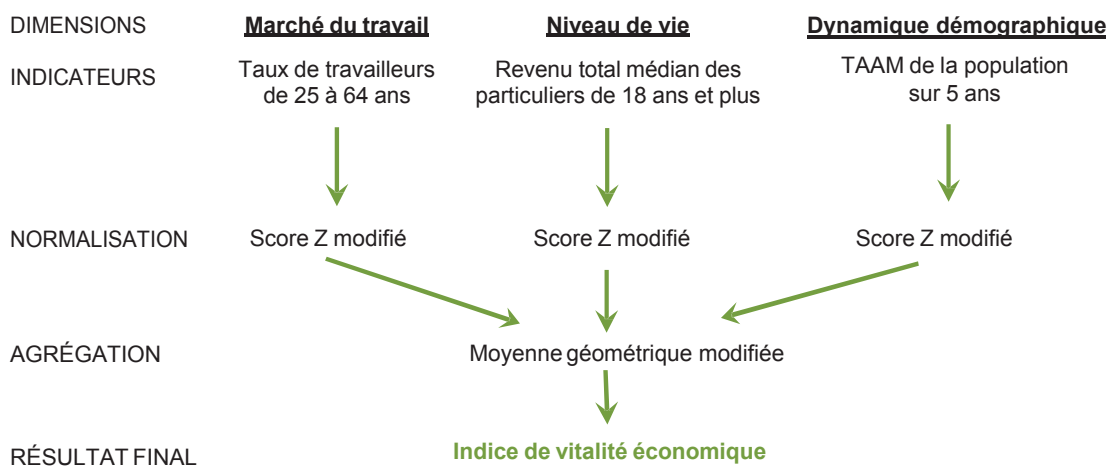 DIMENSIONS Marché du travail Niveau de vie Dynamique démographique
INDICATEURS Taux de travailleurs de 25 à 64 ans Revenu total médian des particuliers de 18 ans et plus TAAM de la population sur 5 ans
NORMALISATION Score Z modifié Score Z modifié Score Z modifié
AGRÉGATION Moyenne géométrique modifiée
RÉSULTAT FINAL Indice de vitalité économique